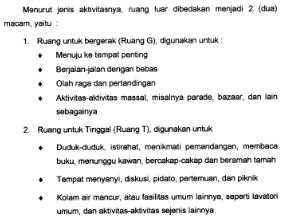 Menurut jenis aktivitasnya, ruang luar dibedakan menjadi 2 (dua)
macam, yaitu :
1. Ruang untuk bergerak (Ruang G), digunakan untuk :
♦ Menuju ke tempat penting
♦ Berjalan-jalan dengan bebas
♦ Olah raga dan pertandingan
♦ Aktivitas-aktivitas massal, misalnya parade, bazaar, dan lain
sebagainya
2. Ruang untuk Tinggal (Ruang T), digunakan untuk
♦ Duduk-duduk, istirahat, menikmati pemandangan, membaca
buku, menunggu kawan, bercakap-cakap dan beramah tamah
♦ Tempat menyanyi, diskusi, pidato, pertemuan, dan piknik
♦ Kolam air mancur, atau fasilitas umum lainnya, seperti lavatori
umum, dan aktivitas-aktivitas sejenis lainnya.